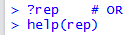 > ?rep    # OR
> help(rep)